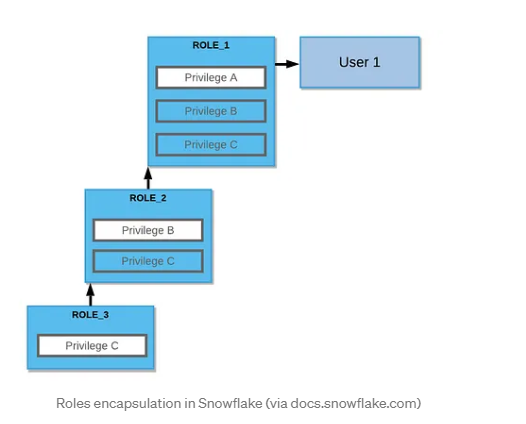 ROLE_1
Privilege A
Privilege B
Privilege C
User 1
ROLE_2
Privilege B
Privilege C
ROLE_3
Privilege C
Roles encapsulation in Snowflake (via docs.snowflake.com)